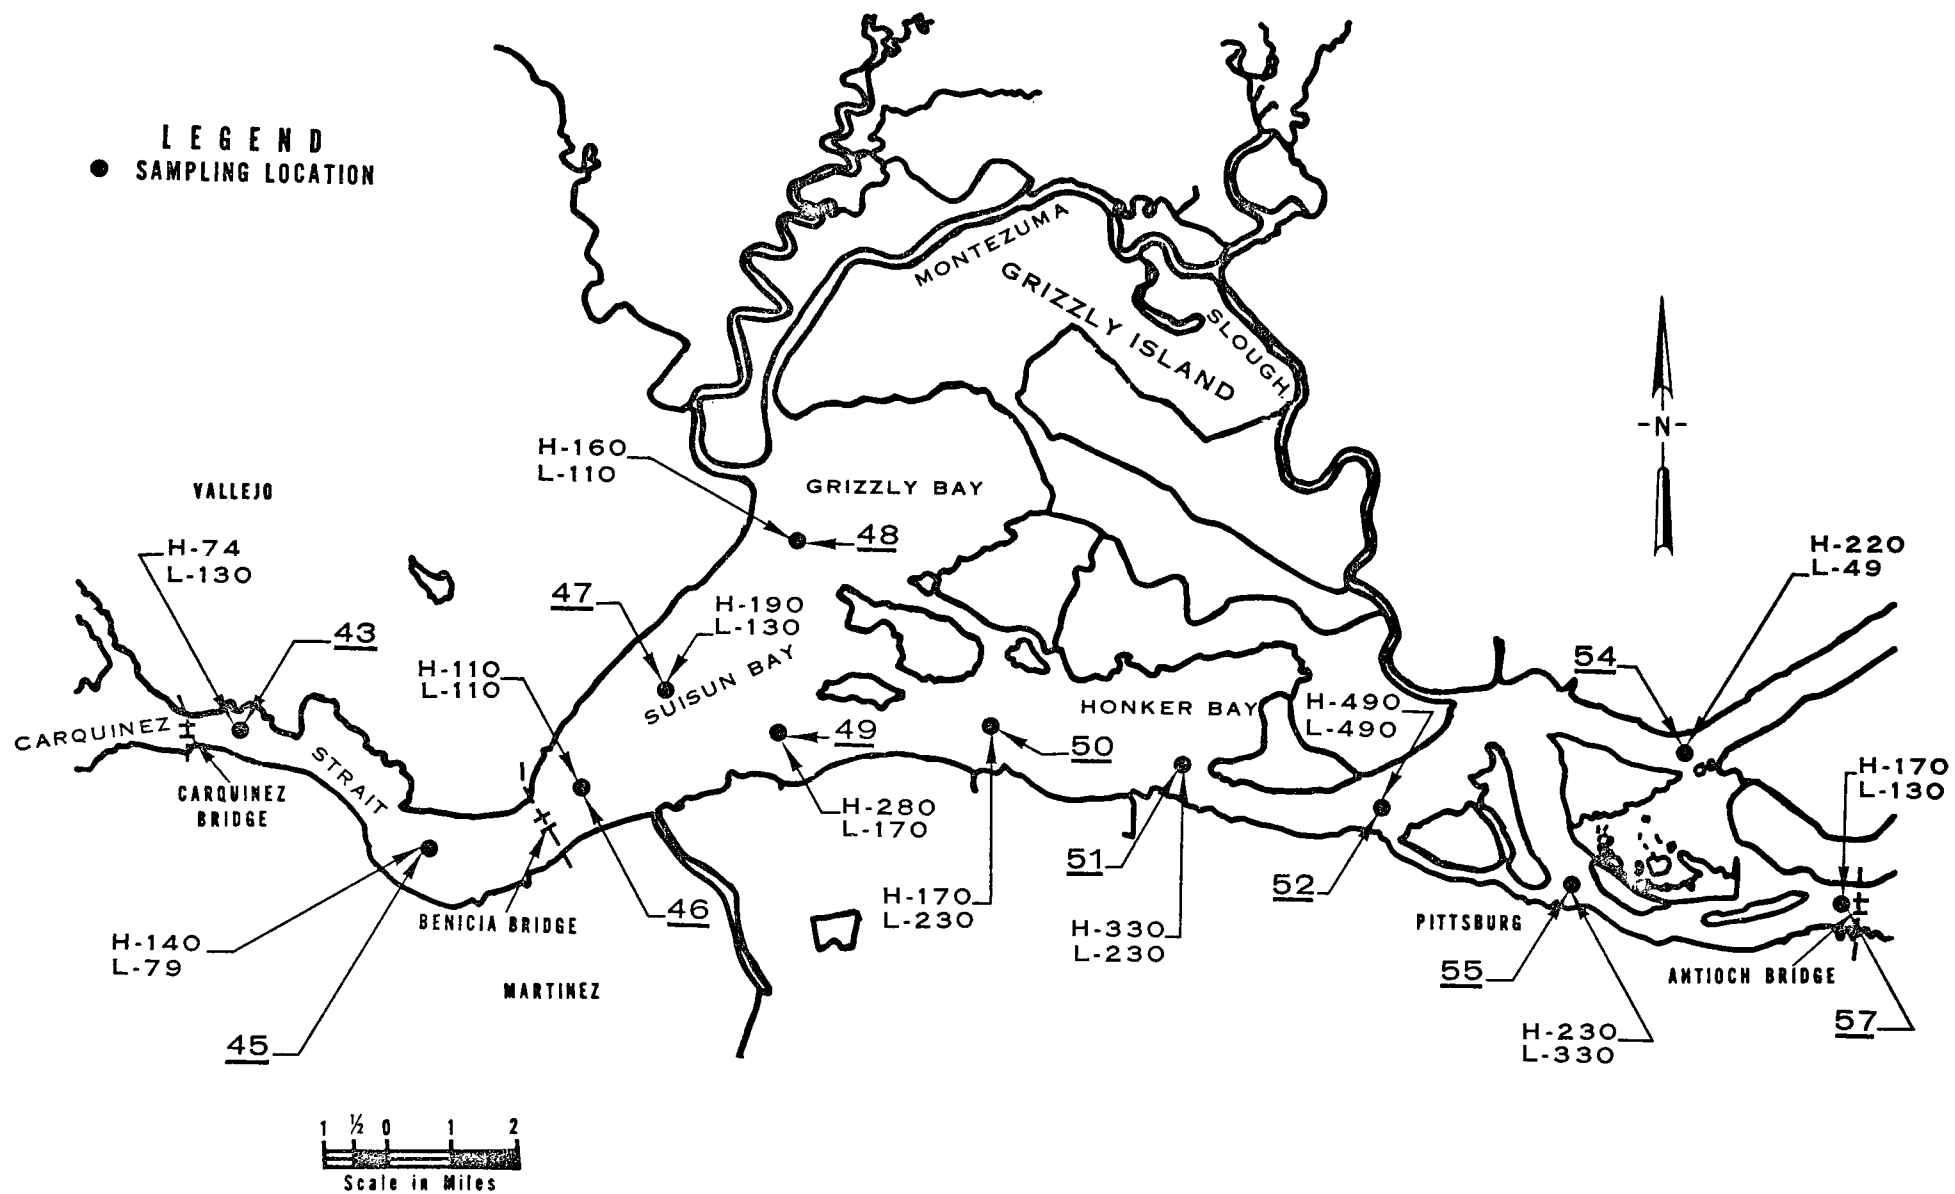 LEGEND
SAMPLING LOCATION
MONTEZUMA
GRIZZLY ISLAND
SLOUGH
-N-
H-160
L-110
GRIZZLY BAY
48
VALLEJO
H-74
L-130
43
47
H-190
L-130
H-110
L-110
SUISUN BAY
CARQUINEZ
STRAIT
CARQUINEZ
BRIDGE
49
H-280
L-170
50
HONKER BAY
H-490
L-490
54
H-220
L-49
H-170
L-130
51
52
H-170
L-230
H-330
L-230
46
BENICIA BRIDGE
H-140
L-79
MARTINEZ
45
PITTSBURG
55
ANTIOCH BRIDGE
H-230
L-330
57
1 ½ 0 1 2
Scale in Miles